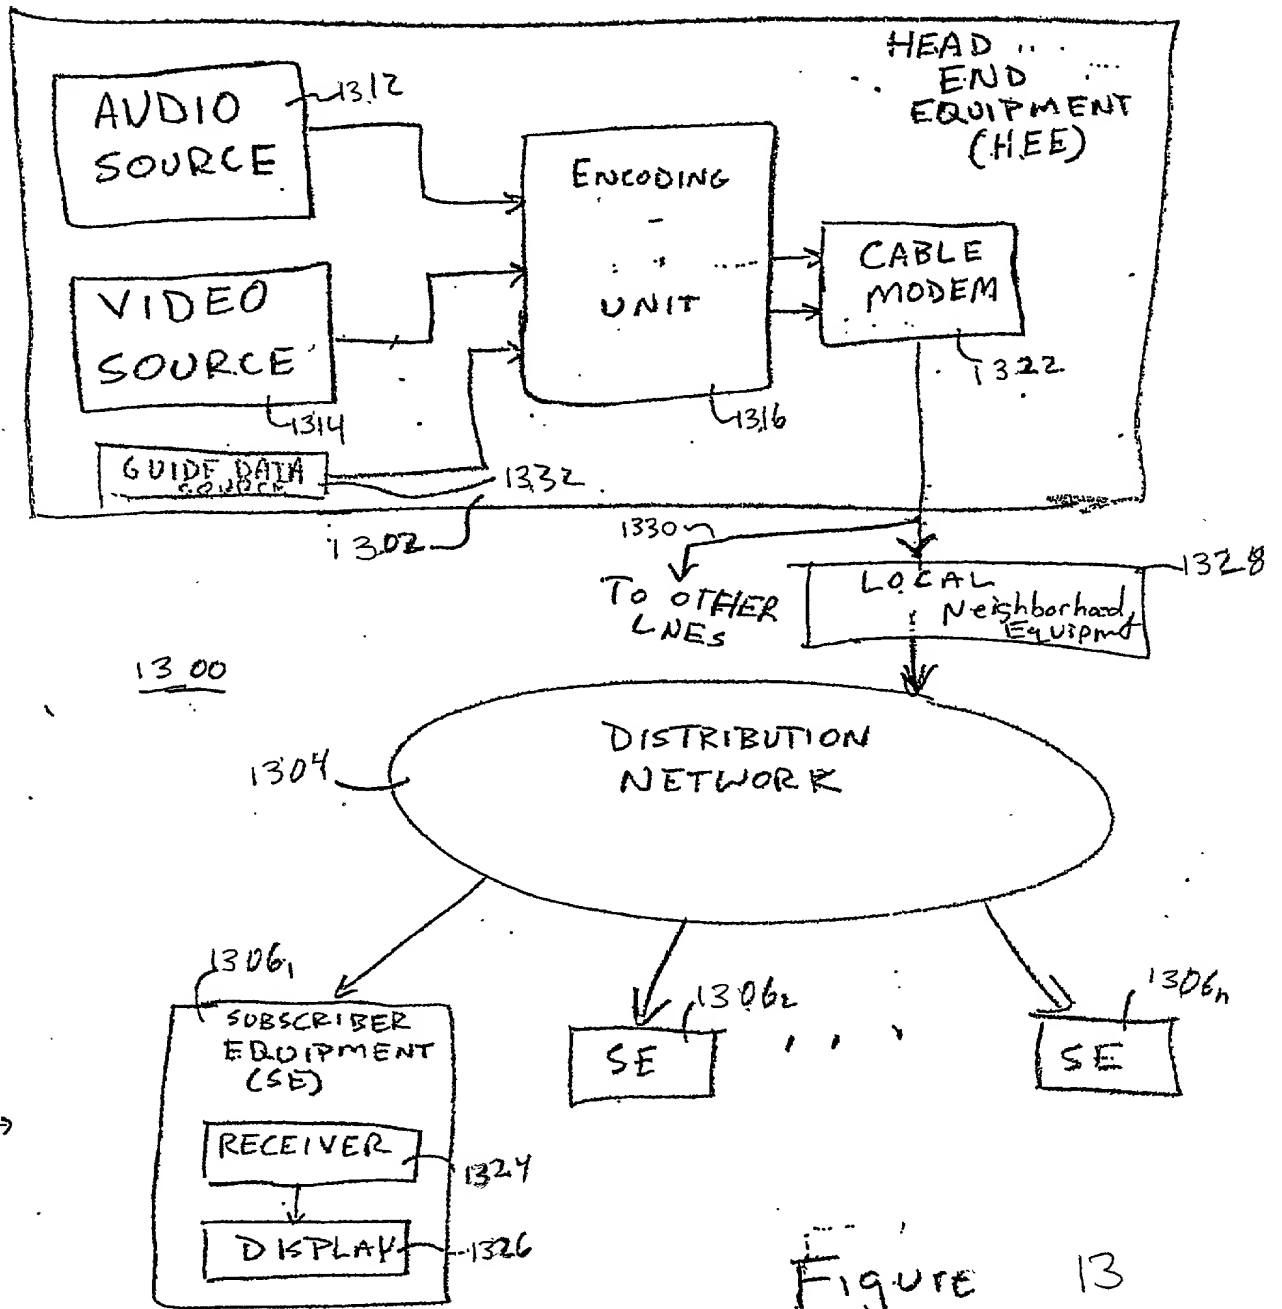 HEAD
END
EQUIPMENT
(HEE)
AUDIO
SOURCE
1312
VIDEO
SOURCE
1314
GUIDE DATA
SOURCE
1332
1302
ENCODING
UNIT
1316
CABLE
MODEM
1322
1330
TO OTHER
LNES
1328
LOCAL
Neighborhood
Equipmt
1300
1304
DISTRIBUTION
NETWORK
1306₁
SUBSCRIBER
EQUIPMENT
(SE)
RECEIVER
1324
DISPLAY
1326
1306₂
SE
1306n
SE
Figure 13